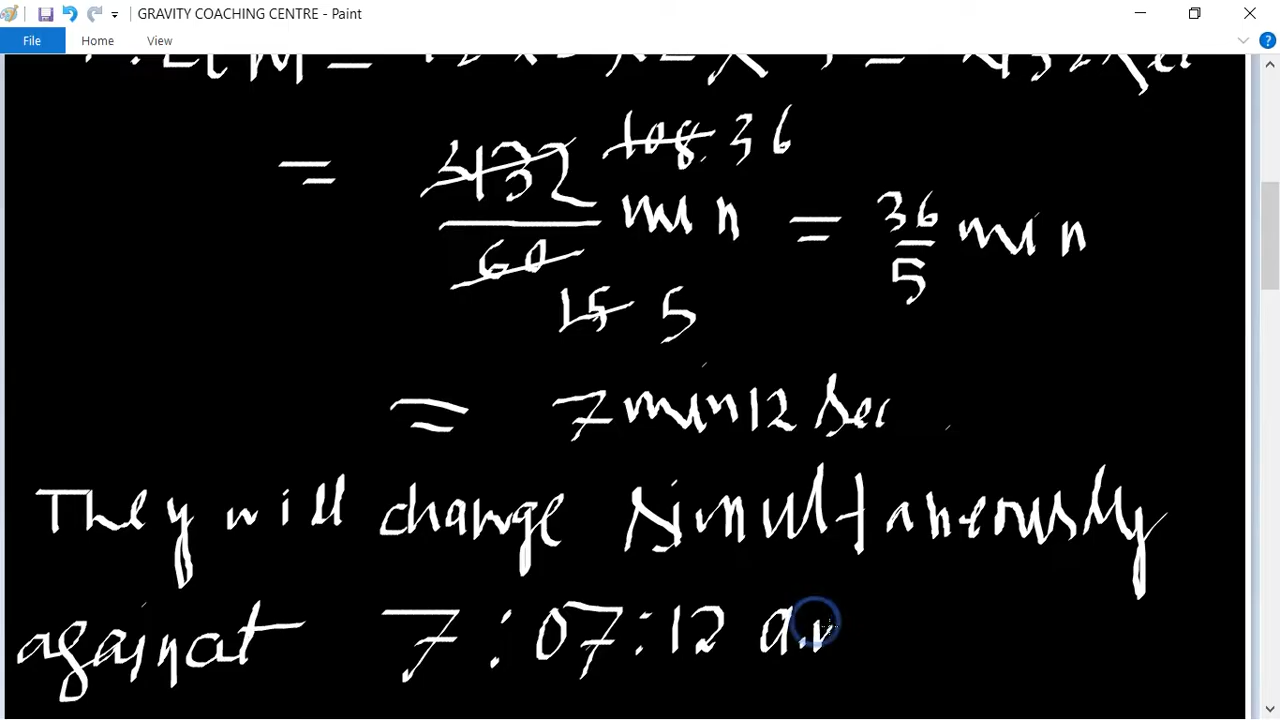 GRAVITY COACHING CENTRE - Paint
File Home View
432 108 36
= ― min = 36/5 min
60
15 5
= 7 min 12 Sec
They will change simultaneously
again at 7:07:12 a.